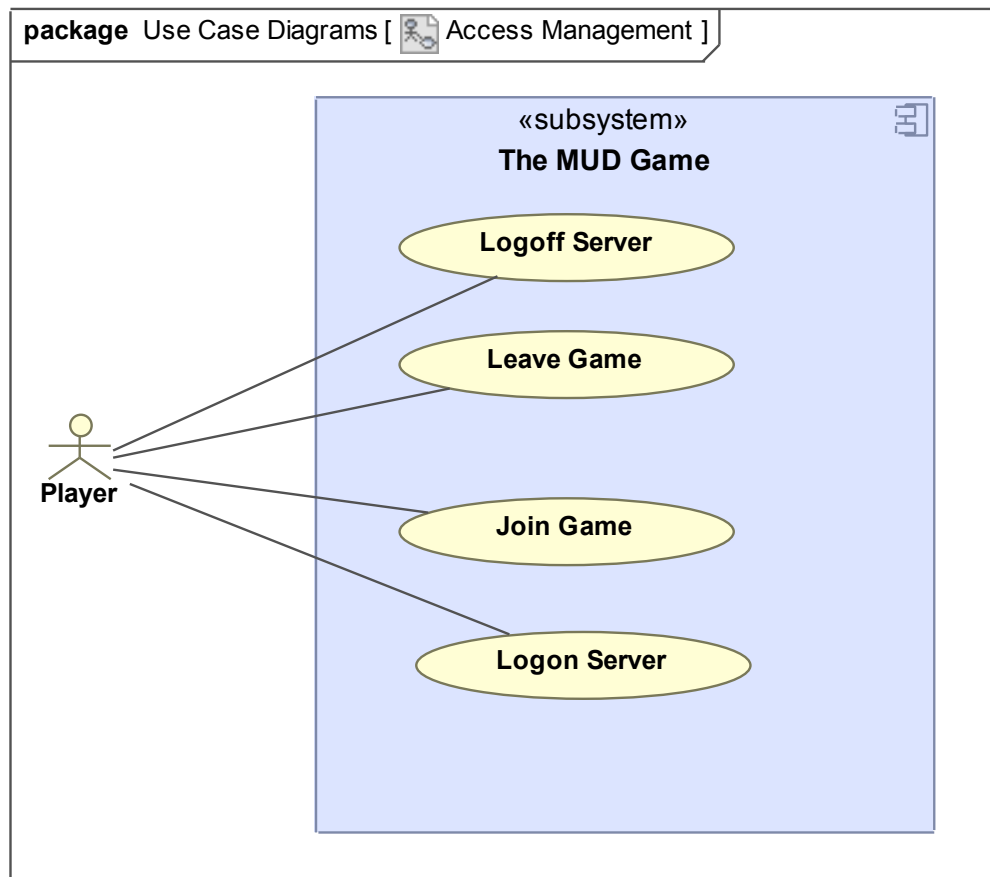 package Use Case Diagrams [ Access Management ]
«subsystem»
The MUD Game
Logoff Server
Leave Game
Player
Join Game
Logon Server